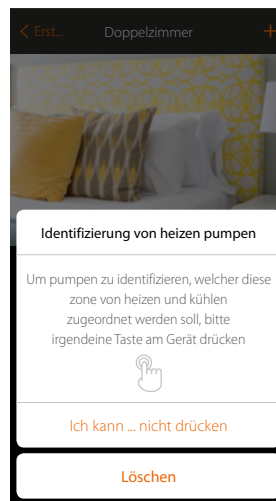 < Erst... Doppelzimmer +
Identifizierung von heizen pumpen
Um pumpen zu identifizieren, welcher diese
zone von heizen und kühlen
zugeordnet werden soll, bitte
irgendeine Taste am Gerät drücken
Ich kann ... nicht drücken
Löschen